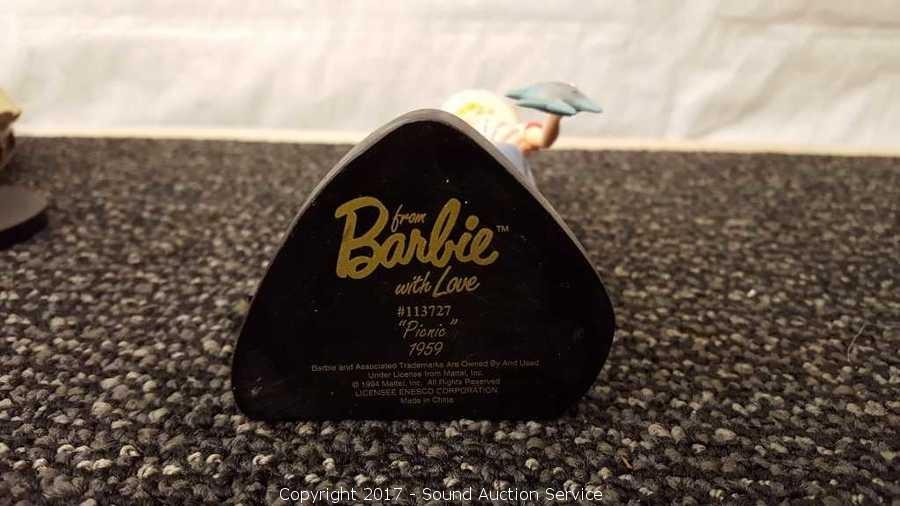 from
Barbie™
with Love
#113727
"Picnic"
1959
Barbie and Associated Trademarks Are Owned By And Used
Under License from Mattel, Inc.
© 1994 Mattel, Inc. All Rights Reserved
LICENSEE ENESCO CORPORATION
Made in China
Copyright 2017 - Sound Auction Service